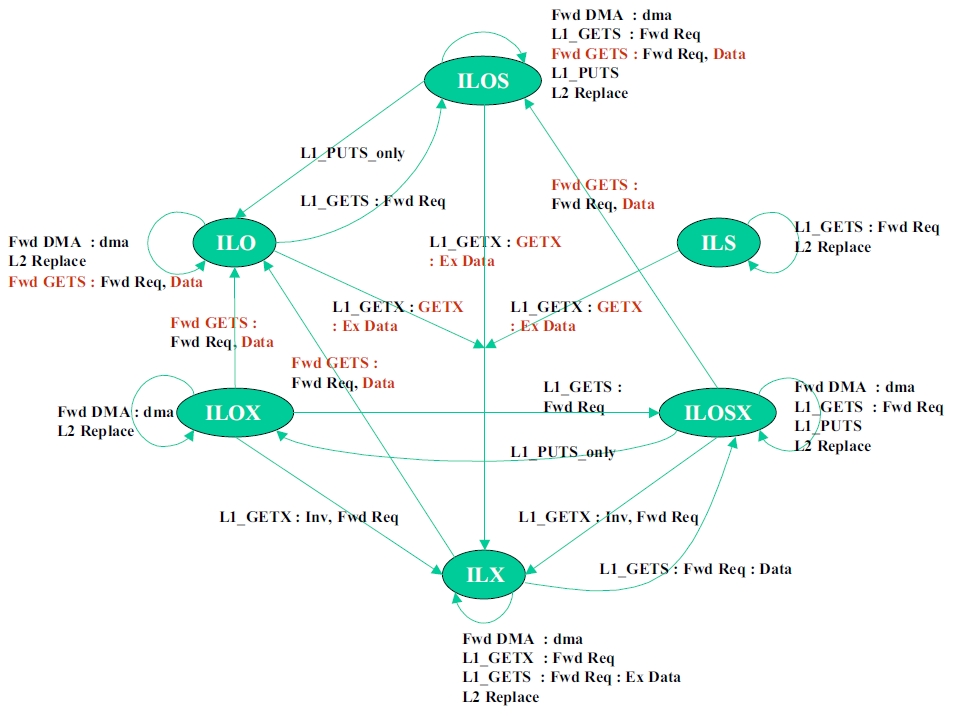 Fwd DMA : dma
L1_GETS : Fwd Req
Fwd GETS : Fwd Req, Data
L1_PUTS
L2 Replace
ILOS
L1_PUTS_only
L1_GETS : Fwd Req
Fwd GETS :
Fwd Req, Data
Fwd DMA : dma
L2 Replace
Fwd GETS : Fwd Req, Data
ILO
L1_GETX : GETX
: Ex Data
ILS
L1_GETS : Fwd Req
L2 Replace
L1_GETX : GETX
: Ex Data
L1_GETX : GETX
: Ex Data
Fwd GETS :
Fwd Req, Data
Fwd GETS :
Fwd Req, Data
Fwd DMA : dma
L2 Replace
ILOX
L1_GETS :
Fwd Req
ILOSX
Fwd DMA : dma
L1_GETS : Fwd Req
L1_PUTS
L2 Replace
L1_PUTS_only
L1_GETX : Inv, Fwd Req
L1_GETX : Inv, Fwd Req
L1_GETS : Fwd Req : Data
ILX
Fwd DMA : dma
L1_GETX : Fwd Req
L1_GETS : Fwd Req : Ex Data
L2 Replace